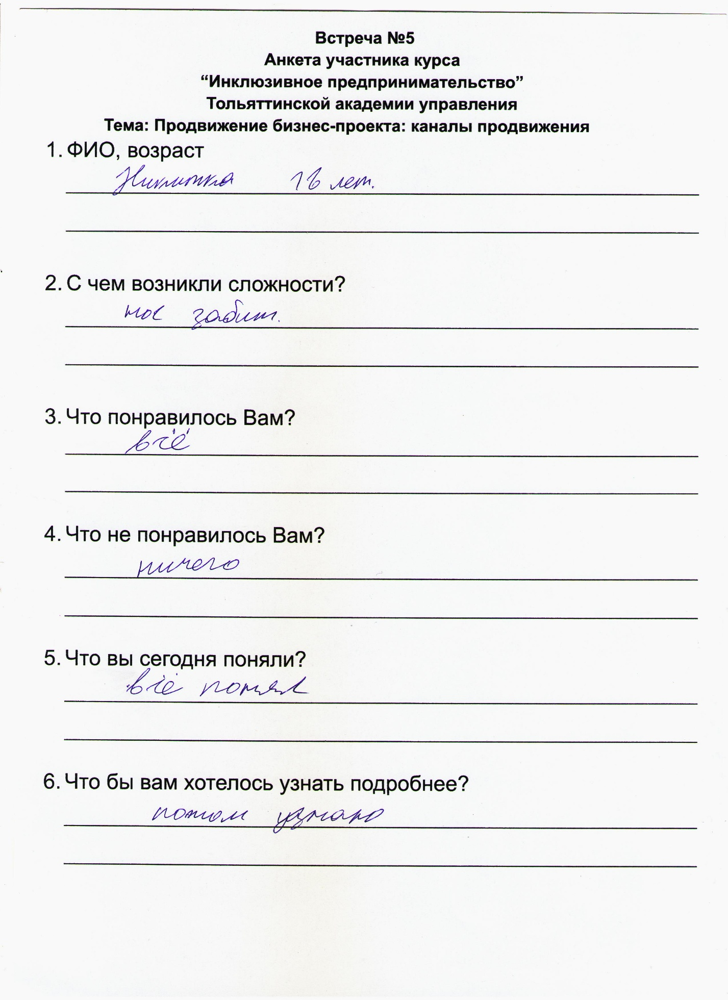 Встреча №5
Анкета участника курса
“Инклюзивное предпринимательство”
Тольяттинской академии управления
Тема: Продвижение бизнес-проекта: каналы продвижения
1. ФИО, возраст
Никитка 16 лет.
2. С чем возникли сложности?
нос забит.
3. Что понравилось Вам?
всё
4. Что не понравилось Вам?
ничего
5. Что вы сегодня поняли?
всё понял
6. Что бы вам хотелось узнать подробнее?
потом узнаю